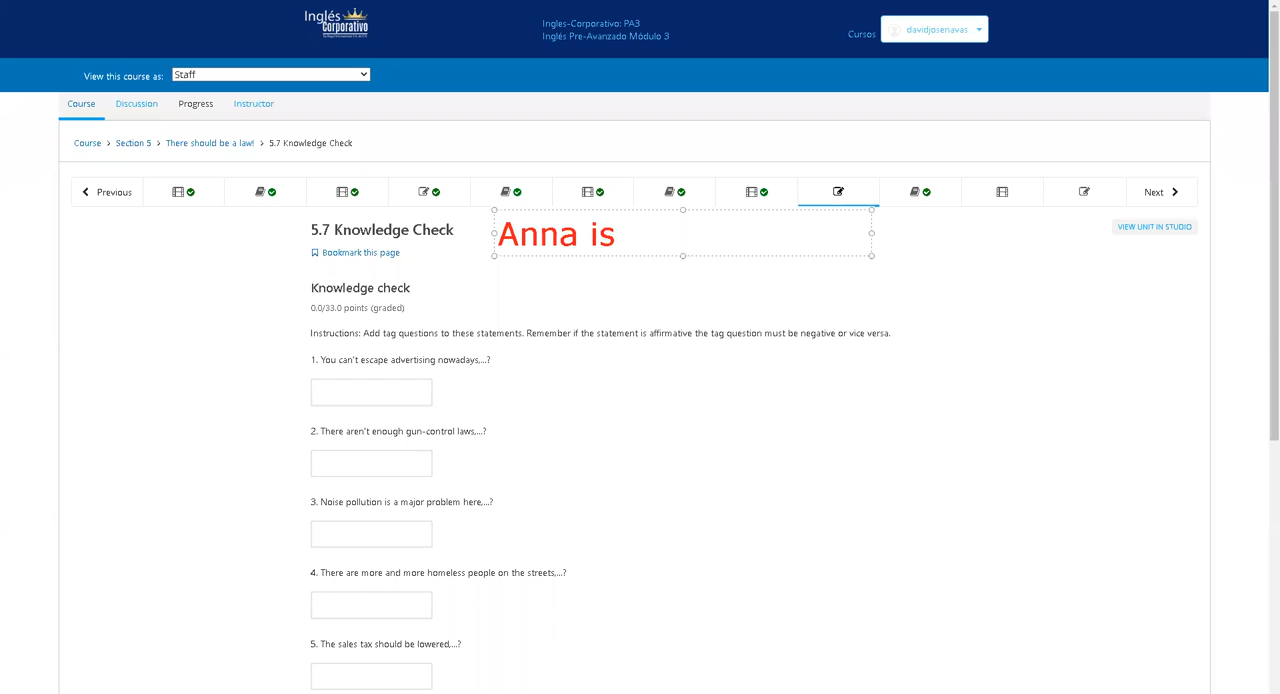 Inglés
Corporativo
Ingles-Corporativo: PA3
Inglés Pre-Avanzado Módulo 3
Cursos
davidjosenavas
View this course as:
Staff
Course
Discussion
Progress
Instructor
Course > Section 5 > There should be a law! > 5.7 Knowledge Check
Previous
Next
5.7 Knowledge Check
Anna is
VIEW UNIT IN STUDIO
Bookmark this page
Knowledge check
0.0/33.0 points (graded)
Instructions: Add tag questions to these statements. Remember if the statement is affirmative the tag question must be negative or vice versa.
1. You can't escape advertising nowadays,...?
2. There aren't enough gun-control laws,...?
3. Noise pollution is a major problem here,...?
4. There are more and more homeless people on the streets,...?
5. The sales tax should be lowered,...?